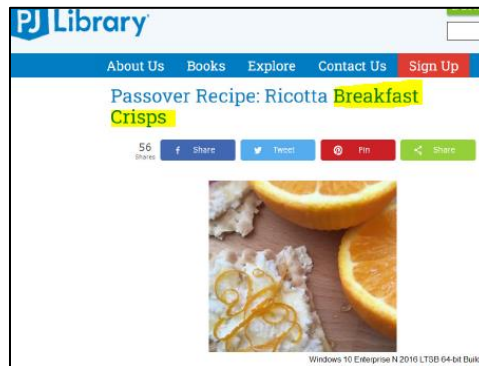 PJ Library
About Us Books Explore Contact Us Sign Up
Passover Recipe: Ricotta Breakfast
Crisps
56 Share Tweet Pin Share
Shares
Windows 10 Enterprise N 2016 LTSB 64-bit Build